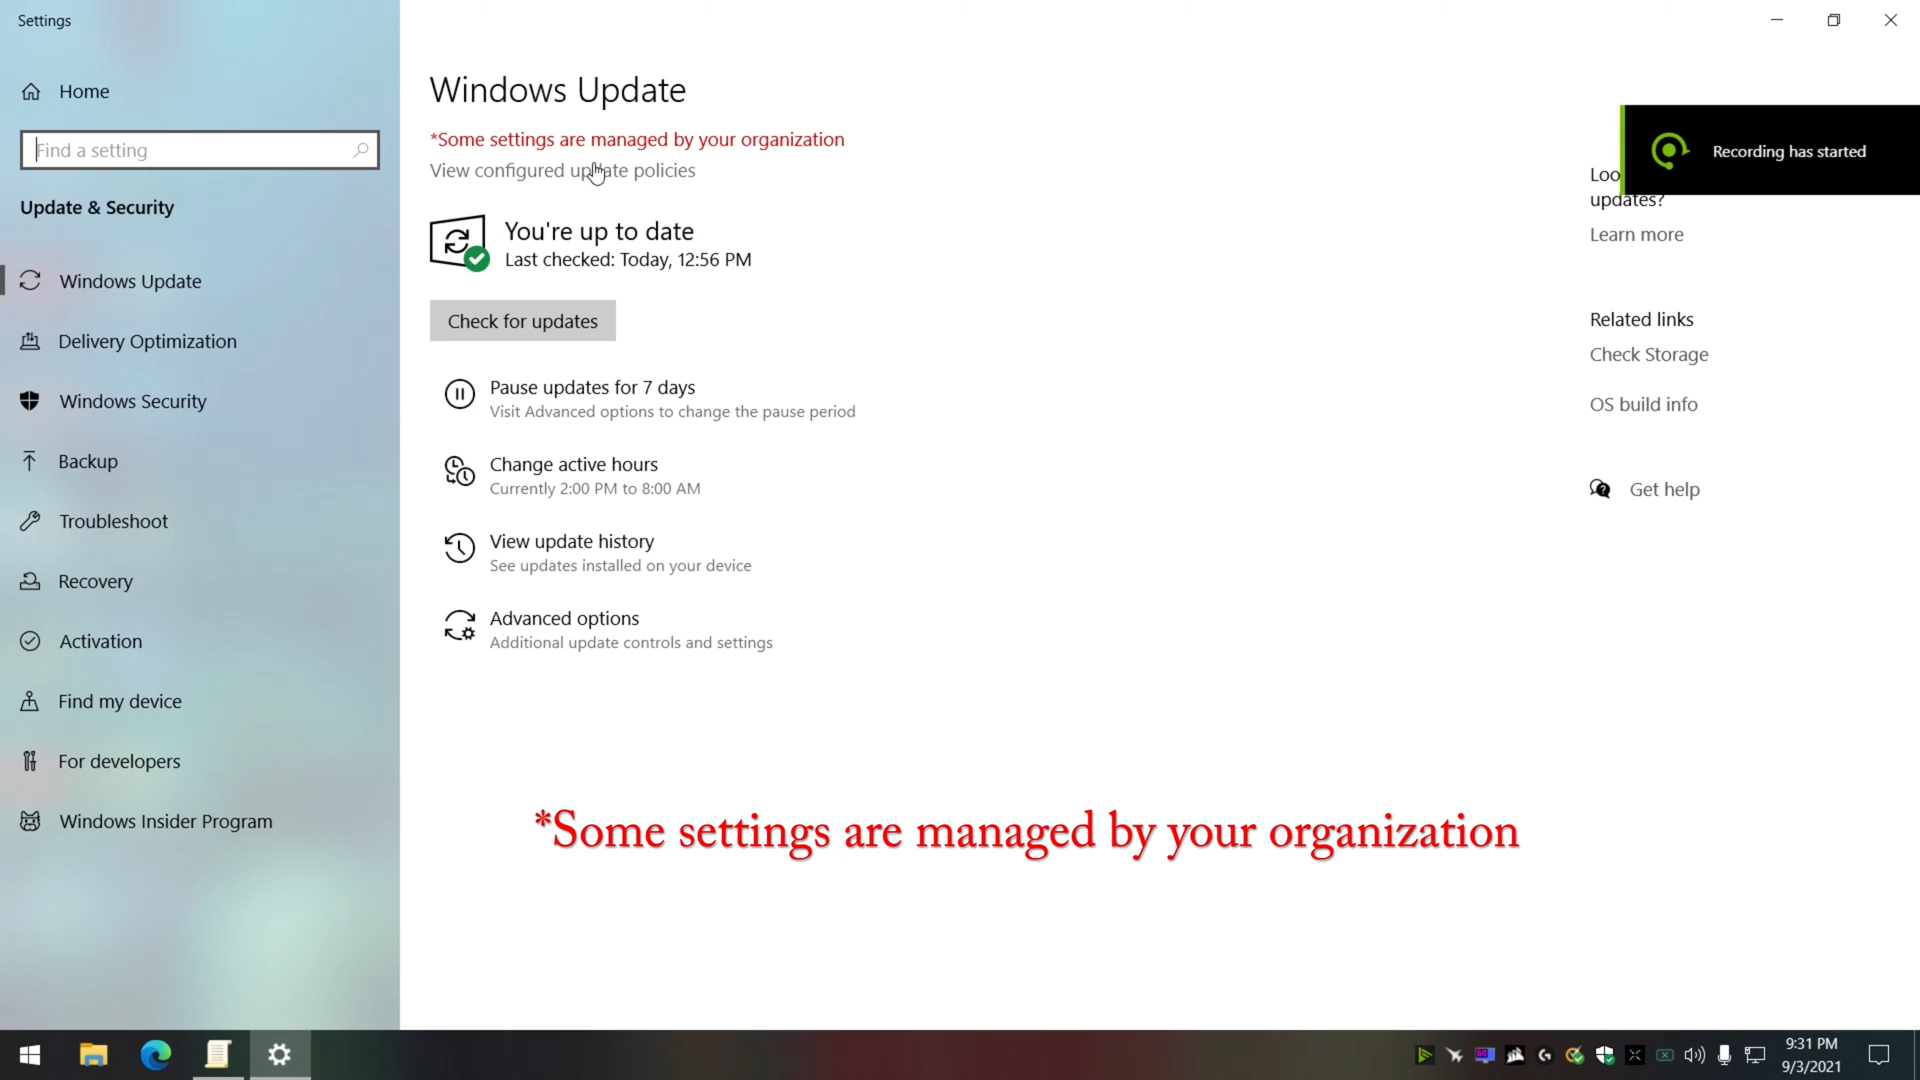 Settings
Home
Find a setting
Update & Security
Windows Update
Delivery Optimization
Windows Security
Backup
Troubleshoot
Recovery
Activation
Find my device
For developers
Windows Insider Program
Windows Update
*Some settings are managed by your organization
View configured update policies
You're up to date
Last checked: Today, 12:56 PM
Check for updates
Pause updates for 7 days
Visit Advanced options to change the pause period
Change active hours
Currently 2:00 PM to 8:00 AM
View update history
See updates installed on your device
Advanced options
Additional update controls and settings
Recording has started
updates?
Learn more
Related links
Check Storage
OS build info
Get help
*Some settings are managed by your organization
9:31 PM
9/3/2021